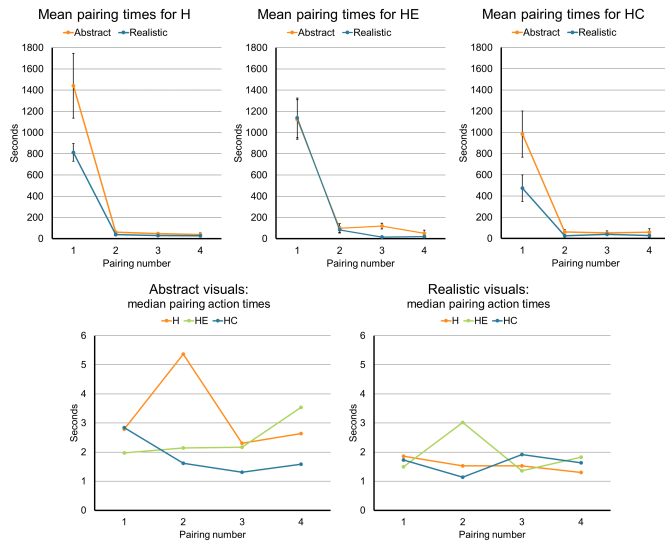 Mean pairing times for H
Abstract Realistic
1800
1600
1400
1200
1000
800
600
400
200
0
Seconds
1 2 3 4
Pairing number
Mean pairing times for HE
Abstract Realistic
1800
1600
1400
1200
1000
800
600
400
200
0
Seconds
1 2 3 4
Pairing number
Mean pairing times for HC
Abstract Realistic
1800
1600
1400
1200
1000
800
600
400
200
0
Seconds
1 2 3 4
Pairing number
Abstract visuals:
median pairing action times
H HE HC
6
5
4
3
2
1
0
Seconds
1 2 3 4
Pairing number
Realistic visuals:
median pairing action times
H HE HC
6
5
4
3
2
1
0
Seconds
1 2 3 4
Pairing number